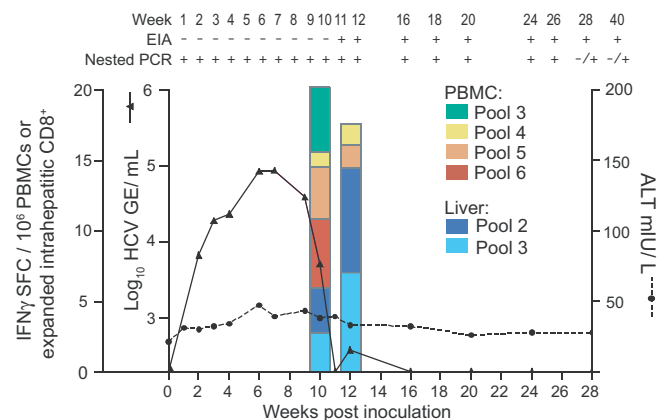 Week 1 2 3 4 5 6 7 8 9 10 11 12 16 18 20 24 26 28 40
EIA – – – – – – – – – – + + + + + + + + +
Nested PCR + + + + + + + + + + + + + + + + + -/+ -/+
IFNγ SFC / 10⁶ PBMCs or
expanded intrahepatitic CD8⁺
20
15
10
5
0
Log₁₀ HCV GE/ mL
6
5
4
3
PBMC:
Pool 3
Pool 4
Pool 5
Pool 6
Liver:
Pool 2
Pool 3
200
150
100
50
ALT mIU/ L
0 2 4 6 8 10 12 14 16 18 20 22 24 26 28
Weeks post inoculation